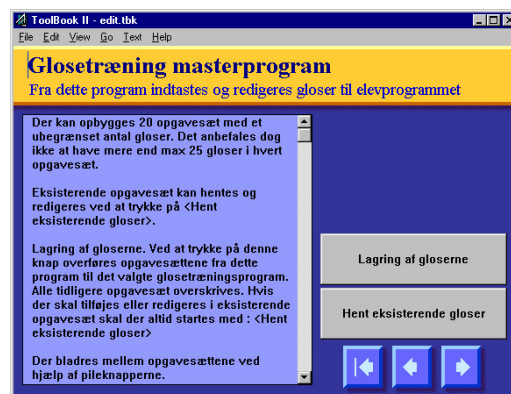 ToolBook II - edit.tbk
File Edit View Go Text Help
Glosetræning masterprogram
Fra dette program indtastes og redigeres gloser til elevprogrammet
Der kan opbygges 20 opgavesæt med et
ubegrænset antal gloser. Det anbefales dog
ikke at have mere end max 25 gloser i hvert
opgavesæt.
Eksisterende opgavesæt kan hentes og
redigeres ved at trykke på <Hent
eksisterende gloser>.
Lagring af gloserne. Ved at trykke på denne
knap overføres opgavesættene fra dette
program til det valgte glosetræningsprogram.
Alle tidligere opgavesæt overskrives. Hvis
der skal tilføjes eller redigeres i eksisterende
opgavesæt skal der altid startes med : <Hent
eksisterende gloser>
Der bladres mellem opgavesættene ved
hjælp af pileknapperne.
Lagring af gloserne
Hent eksisterende gloser